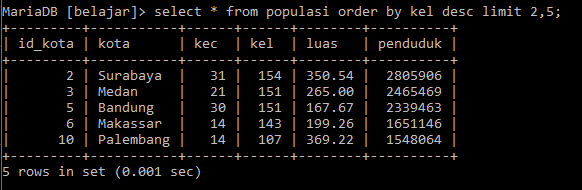 MariaDB [belajar]> select * from populasi order by kel desc limit 2,5;
+---------+-----------+------+------+--------+----------+
| id_kota | kota      | kec  | kel  | luas   | penduduk |
+---------+-----------+------+------+--------+----------+
|       2 | Surabaya  |   31 |  154 | 350.54 |  2805906 |
|       3 | Medan     |   21 |  151 | 265.00 |  2465469 |
|       5 | Bandung   |   30 |  151 | 167.67 |  2339463 |
|       6 | Makassar  |   14 |  143 | 199.26 |  1651146 |
|      10 | Palembang |   14 |  107 | 369.22 |  1548064 |
+---------+-----------+------+------+--------+----------+
5 rows in set (0.001 sec)